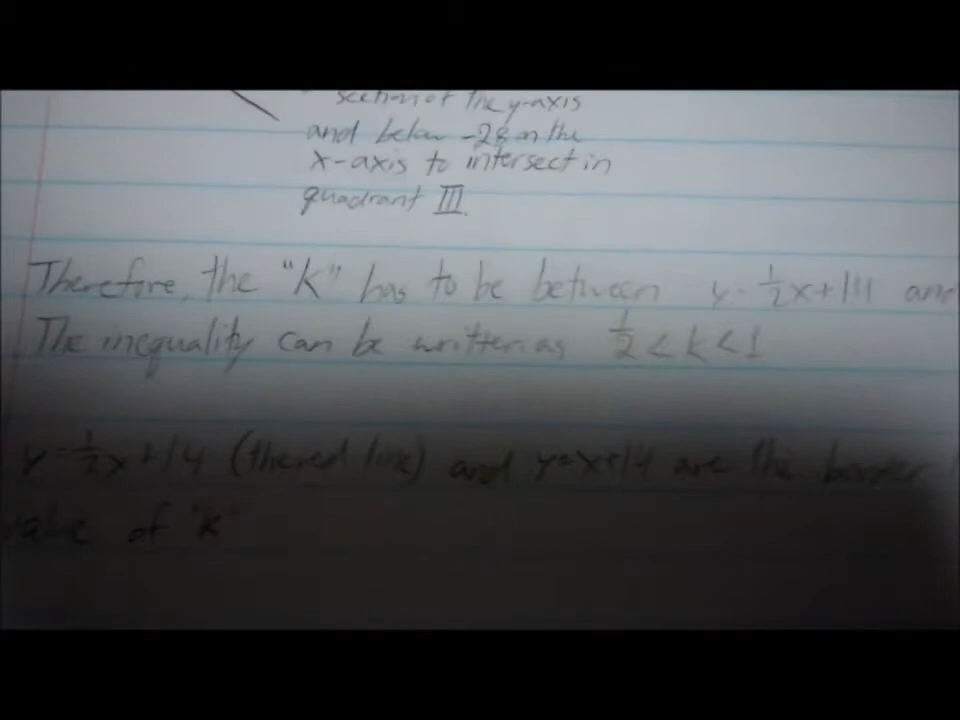 section of the y-axis
and below -28 on the
x-axis to intersect in
quadrant III.
Therefore, the "K" has to be between y=½x+14 and
The inequality can be written as ½<k<1
y=½x+14 (the red line) and y=x+14 are the
value of "K"